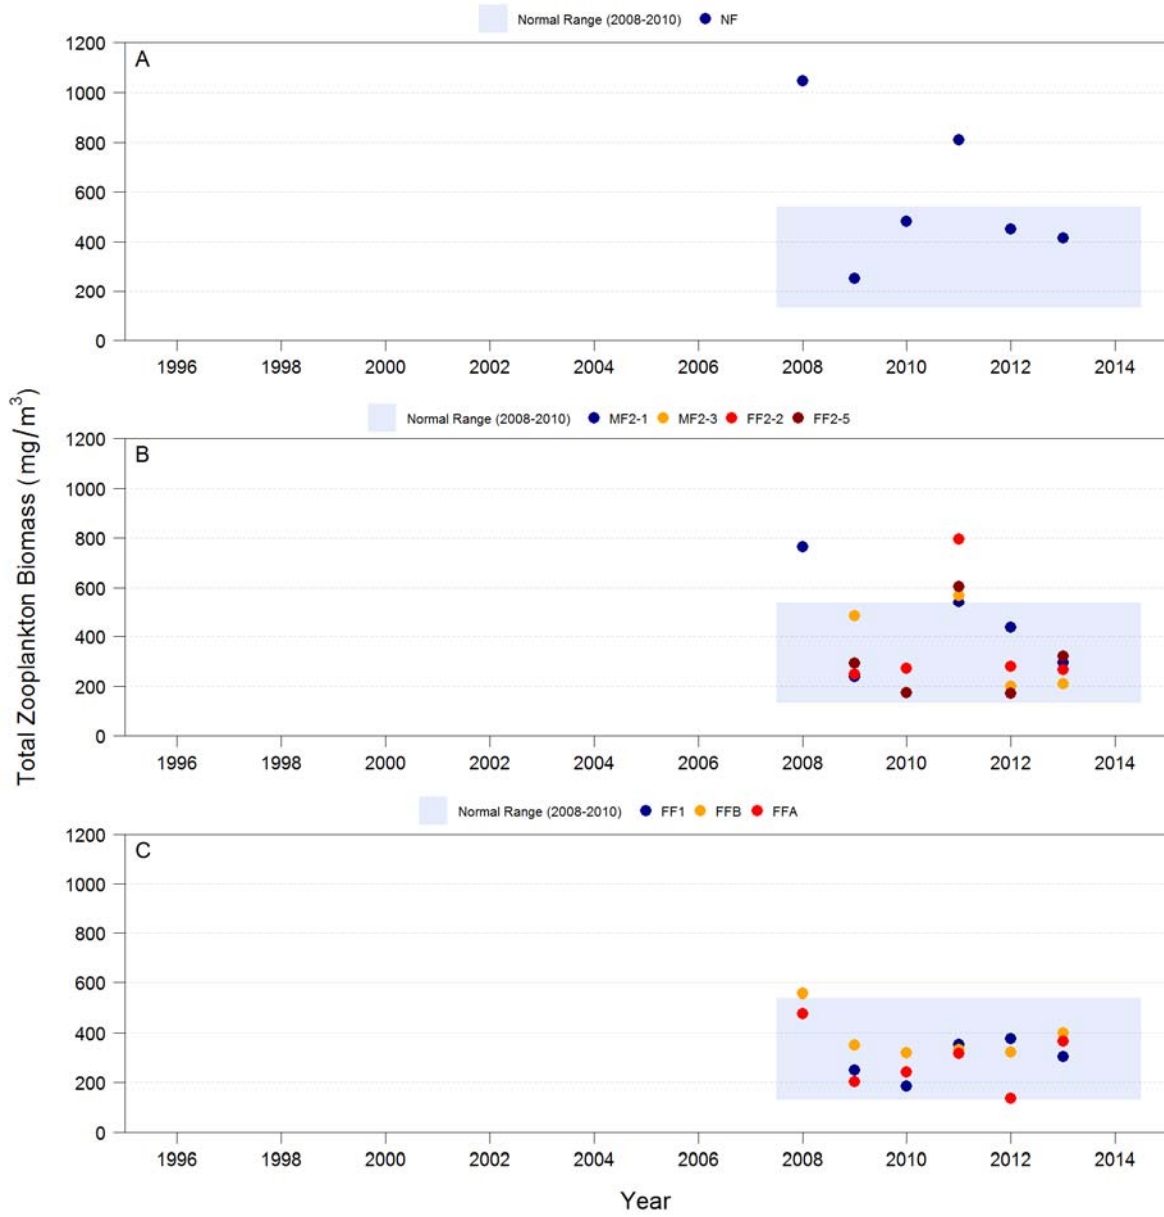 Normal Range (2008-2010) NF
A
1200
1000
800
600
400
200
0
1996 1998 2000 2002 2004 2006 2008 2010 2012 2014
Normal Range (2008-2010) MF2-1 MF2-3 FF2-2 FF2-5
B
1200
1000
800
600
400
200
0
1996 1998 2000 2002 2004 2006 2008 2010 2012 2014
Total Zooplankton Biomass (mg/m³)
Normal Range (2008-2010) FF1 FFB FFA
C
1200
1000
800
600
400
200
0
1996 1998 2000 2002 2004 2006 2008 2010 2012 2014
Year